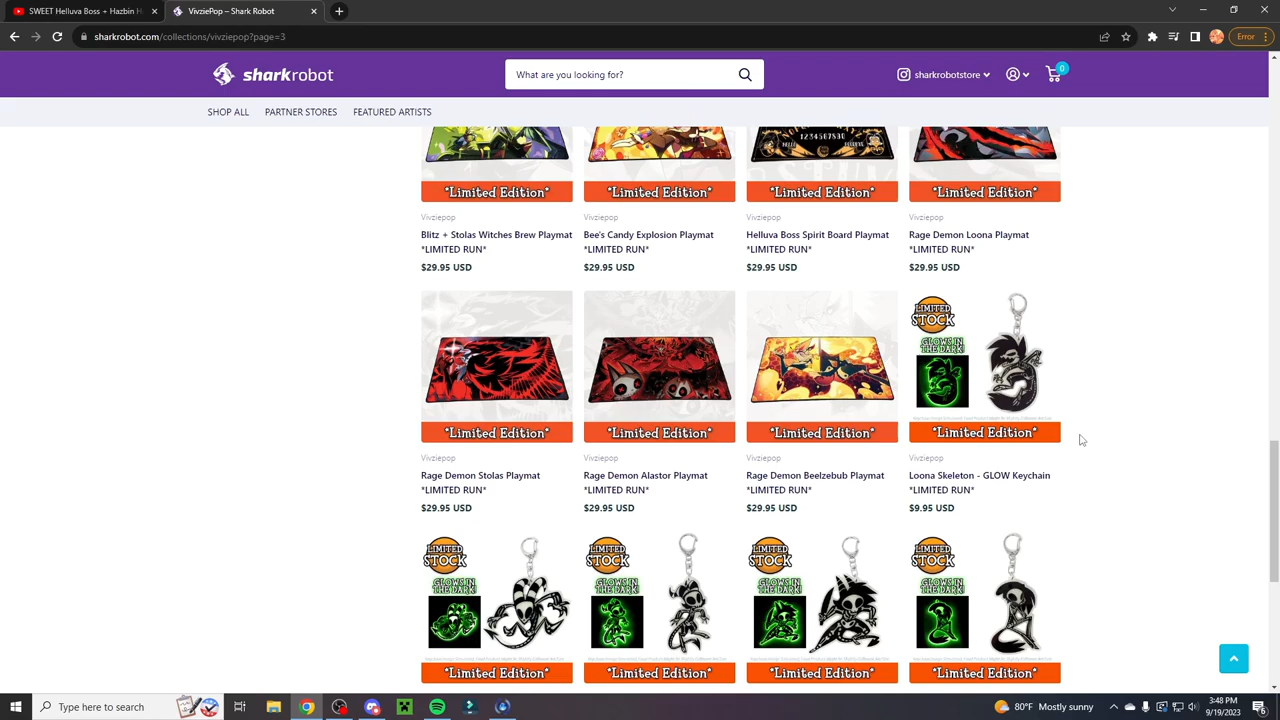 SWEET Helluva Boss + Hazbin H
VivziePop – Shark Robot
sharkrobot.com/collections/vivziepop?page=3
Error
sharkrobot
What are you looking for?
sharkrobotstore
0
SHOP ALL
PARTNER STORES
FEATURED ARTISTS
1234567890
*Limited Edition*
*Limited Edition*
*Limited Edition*
*Limited Edition*
Vivziepop
Vivziepop
Vivziepop
Vivziepop
Blitz + Stolas Witches Brew Playmat
*LIMITED RUN*
Bee's Candy Explosion Playmat
*LIMITED RUN*
Helluva Boss Spirit Board Playmat
*LIMITED RUN*
Rage Demon Loona Playmat
*LIMITED RUN*
$29.95 USD
$29.95 USD
$29.95 USD
$29.95 USD
LIMITED
STOCK
GLOWS IN
THE DARK!
*Limited Edition*
*Limited Edition*
*Limited Edition*
*Limited Edition*
Vivziepop
Vivziepop
Vivziepop
Vivziepop
Rage Demon Stolas Playmat
*LIMITED RUN*
Rage Demon Alastor Playmat
*LIMITED RUN*
Rage Demon Beelzebub Playmat
*LIMITED RUN*
Loona Skeleton - GLOW Keychain
*LIMITED RUN*
$29.95 USD
$29.95 USD
$29.95 USD
$9.95 USD
LIMITED
STOCK
GLOWS IN
THE DARK!
LIMITED
STOCK
GLOWS IN
THE DARK!
LIMITED
STOCK
GLOWS IN
THE DARK!
LIMITED
STOCK
GLOWS IN
THE DARK!
*Limited Edition*
*Limited Edition*
*Limited Edition*
*Limited Edition*
Type here to search
80°F Mostly sunny
3:48 PM
9/19/2023
6